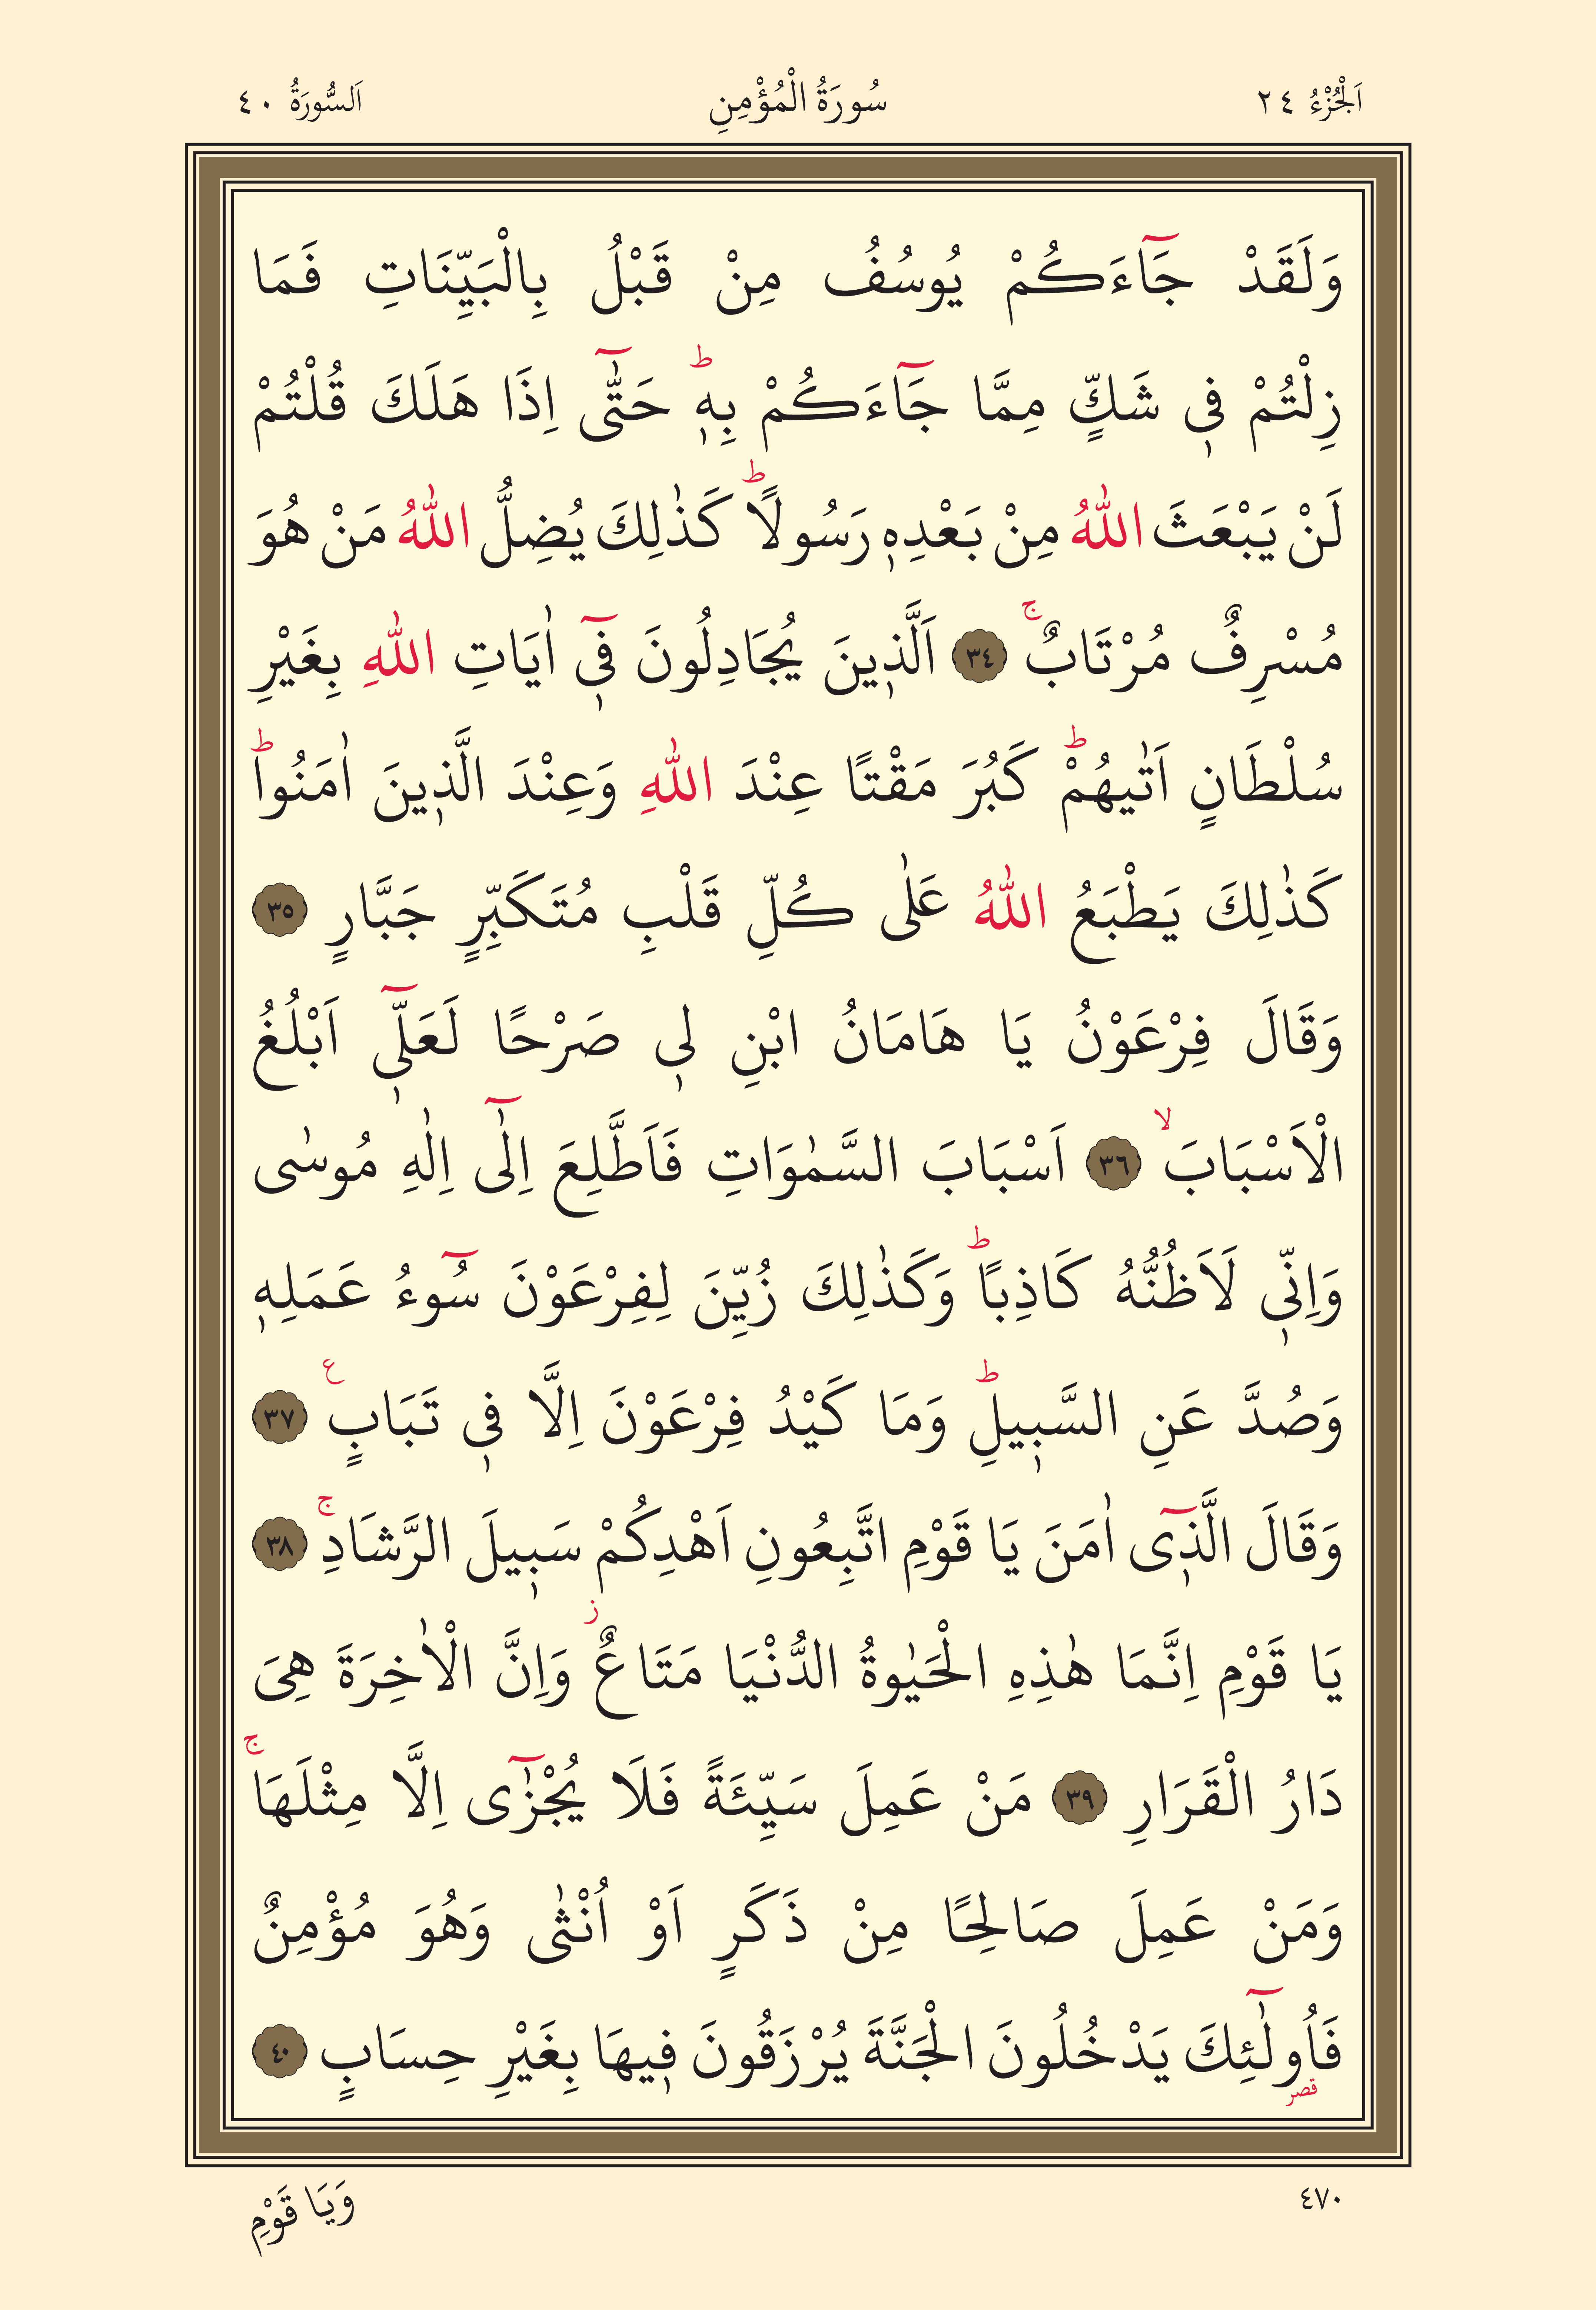 اَلْجُزْءُ ٢٤
سُورَةُ الْمُؤْمِنِ
اَلسُّورَةُ ٤٠
وَلَقَدْ جَٓاءَكُمْ يُوسُفُ مِنْ قَبْلُ بِالْبَيِّنَاتِ فَمَا
زِلْتُمْ ف۪ي شَكٍّ مِمَّا جَٓاءَكُمْ بِه۪ۜ حَتّٰٓى اِذَا هَلَكَ قُلْتُمْ
لَنْ يَبْعَثَ اللّٰهُ مِنْ بَعْدِه۪ رَسُولًاۜ كَذٰلِكَ يُضِلُّ اللّٰهُ مَنْ هُوَ
مُسْرِفٌ مُرْتَابٌۚ ﴿٣٤﴾ اَلَّذ۪ينَ يُجَادِلُونَ ف۪ٓي اٰيَاتِ اللّٰهِ بِغَيْرِ
سُلْطَانٍ اَتٰيهُمْۜ كَبُرَ مَقْتًا عِنْدَ اللّٰهِ وَعِنْدَ الَّذ۪ينَ اٰمَنُواۜ
كَذٰلِكَ يَطْبَعُ اللّٰهُ عَلٰى كُلِّ قَلْبِ مُتَكَبِّرٍ جَبَّارٍ ﴿٣٥﴾
وَقَالَ فِرْعَوْنُ يَا هَامَانُ ابْنِ ل۪ي صَرْحًا لَعَلّ۪ٓي اَبْلُغُ
الْاَسْبَابَۙ ﴿٣٦﴾ اَسْبَابَ السَّمٰوَاتِ فَاَطَّلِعَ اِلٰٓى اِلٰهِ مُوسٰى
وَاِنّ۪ي لَاَظُنُّهُ كَاذِبًاۜ وَكَذٰلِكَ زُيِّنَ لِفِرْعَوْنَ سُٓوءُ عَمَلِه۪
وَصُدَّ عَنِ السَّب۪يلِۜ وَمَا كَيْدُ فِرْعَوْنَ اِلَّا ف۪ي تَبَابٍ ع ﴿٣٧﴾
وَقَالَ الَّذ۪ٓي اٰمَنَ يَا قَوْمِ اتَّبِعُونِ اَهْدِكُمْ سَب۪يلَ الرَّشَادِۚ ﴿٣٨﴾
يَا قَوْمِ اِنَّمَا هٰذِهِ الْحَيٰوةُ الدُّنْيَا مَتَاعٌۘ وَاِنَّ الْاٰخِرَةَ هِيَ
دَارُ الْقَرَارِ ﴿٣٩﴾ مَنْ عَمِلَ سَيِّئَةً فَلَا يُجْزٰٓى اِلَّا مِثْلَهَاۚ
وَمَنْ عَمِلَ صَالِحًا مِنْ ذَكَرٍ اَوْ اُنْثٰى وَهُوَ مُؤْمِنٌ
فَاُولٰٓئِكَ يَدْخُلُونَ الْجَنَّةَ يُرْزَقُونَ ف۪يهَا بِغَيْرِ حِسَابٍ ﴿٤٠﴾
قصر
٤٧٠
وَيَا قَوْمِ